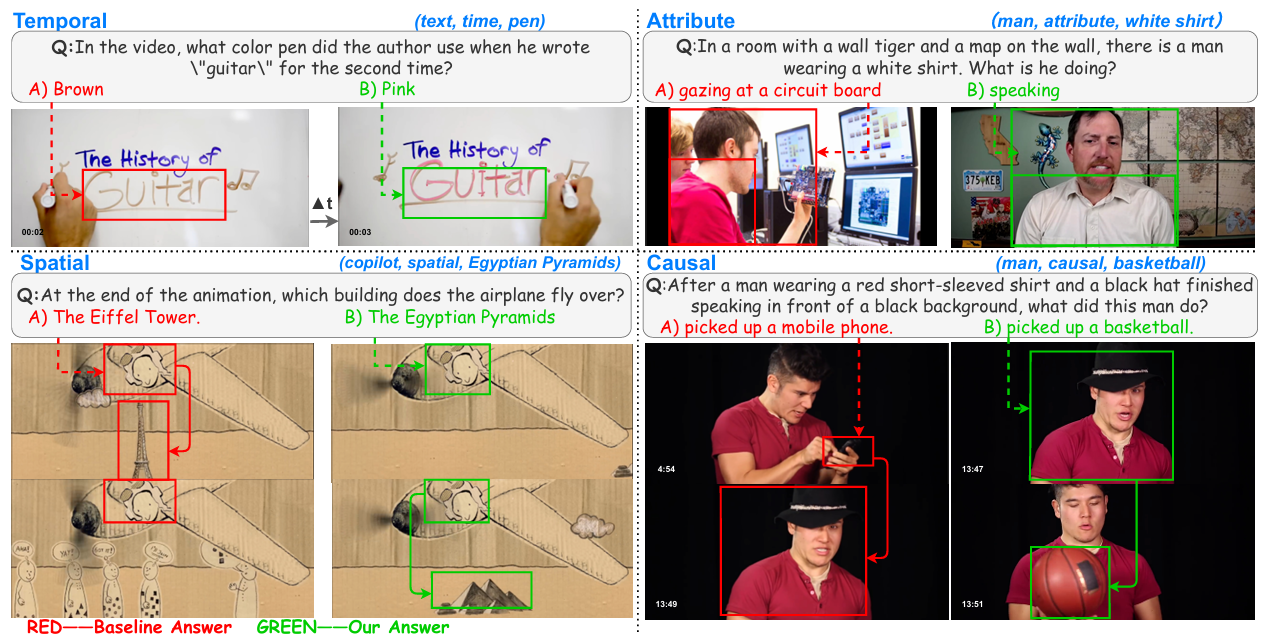 Temporal
(text, time, pen)
Q:In the video, what color pen did the author use when he wrote
\"guitar\" for the second time?
A) Brown
B) Pink
The History of
Guitar
00:02
▲t
The History of
Guitar
00:03
Attribute
(man, attribute, white shirt)
Q:In a room with a wall tiger and a map on the wall, there is a man
wearing a white shirt. What is he doing?
A) gazing at a circuit board
B) speaking
375 KEB
Spatial
(copilot, spatial, Egyptian Pyramids)
Q:At the end of the animation, which building does the airplane fly over?
A) The Eiffel Tower.
B) The Egyptian Pyramids
Causal
(man, causal, basketball)
Q:After a man wearing a red short-sleeved shirt and a black hat finished
speaking in front of a black background, what did this man do?
A) picked up a mobile phone.
B) picked up a basketball.
4:54
13:47
13:49
13:51
RED——Baseline Answer
GREEN——Our Answer